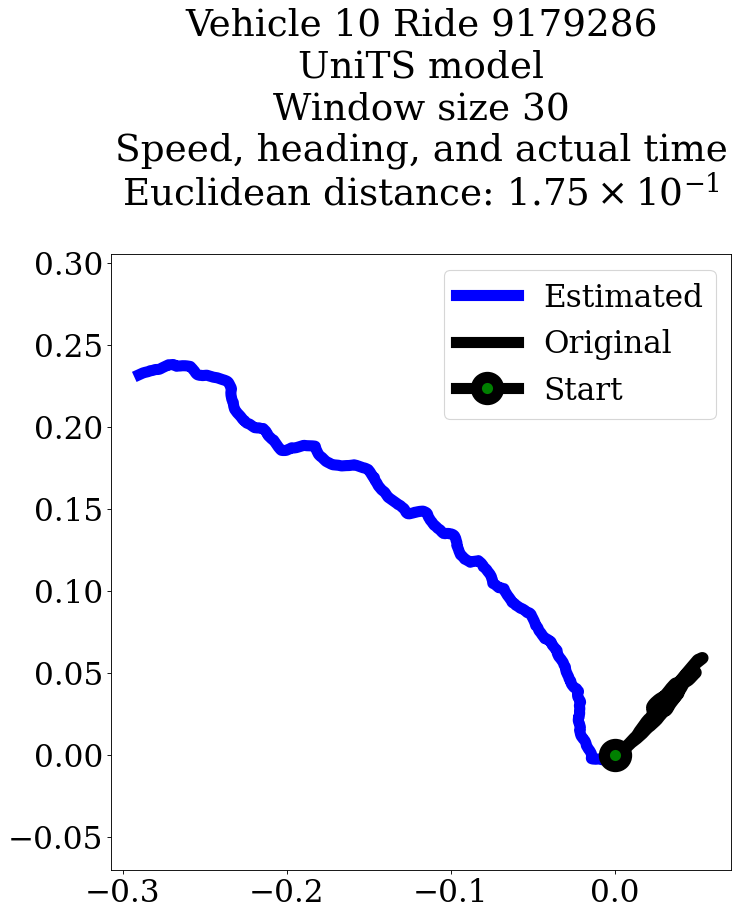 Vehicle 10 Ride 9179286
UniTS model
Window size 30
Speed, heading, and actual time
Euclidean distance: 1.75 × 10⁻¹
Estimated
Original
Start
0.30
0.25
0.20
0.15
0.10
0.05
0.00
−0.05
−0.3 −0.2 −0.1 0.0